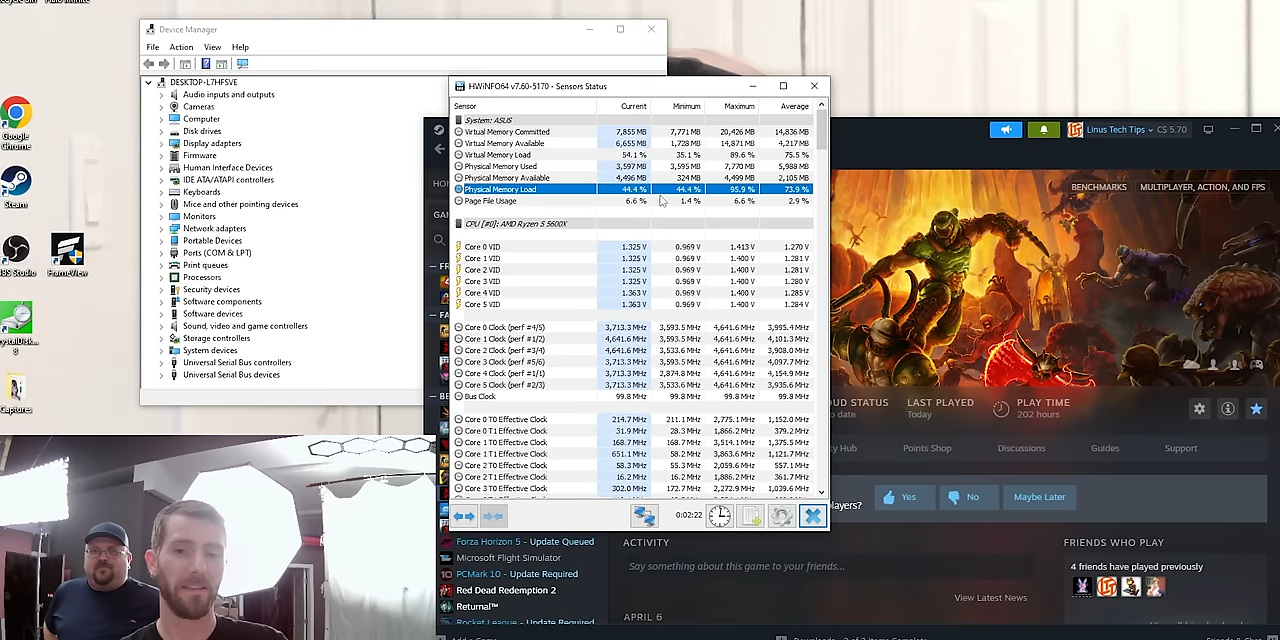 Device Manager
File Action View Help
DESKTOP-L7HFSVE
Audio inputs and outputs
Cameras
Computer
Disk drives
Display adapters
Firmware
Human Interface Devices
IDE ATA/ATAPI controllers
Keyboards
Mice and other pointing devices
Monitors
Network adapters
Portable Devices
Ports (COM & LPT)
Print queues
Processors
Security devices
Software components
Software devices
Sound, video and game controllers
Storage controllers
System devices
Universal Serial Bus controllers
Universal Serial Bus devices
Google
Chrome
Steam
Studio
FrameView
Captures
HWiNFO64 v7.60-5170 - Sensors Status
Sensor Current Minimum Maximum Average
System: ASUS
Virtual Memory Committed 7,855 MB 7,771 MB 20,426 MB 14,836 MB
Virtual Memory Available 6,655 MB 1,728 MB 14,871 MB 4,217 MB
Virtual Memory Load 54.1 % 35.1 % 89.6 % 75.5 %
Physical Memory Used 3,597 MB 3,595 MB 7,770 MB 5,988 MB
Physical Memory Available 4,496 MB 324 MB 4,499 MB 2,105 MB
Physical Memory Load 44.4 % 44.4 % 95.9 % 73.9 %
Page File Usage 6.6 % 1.4 % 6.6 % 2.9 %
CPU [#0]: AMD Ryzen 5 5600X
Core 0 VID 1.325 V 0.969 V 1.413 V 1.270 V
Core 1 VID 1.325 V 0.969 V 1.400 V 1.281 V
Core 2 VID 1.325 V 0.969 V 1.400 V 1.281 V
Core 3 VID 1.325 V 0.969 V 1.400 V 1.280 V
Core 4 VID 1.363 V 0.969 V 1.400 V 1.285 V
Core 5 VID 1.363 V 0.969 V 1.400 V 1.284 V
Core 0 Clock (perf #4/5) 3,713.3 MHz 3,593.5 MHz 4,641.6 MHz 3,995.4 MHz
Core 1 Clock (perf #1/2) 4,641.6 MHz 3,593.5 MHz 4,641.6 MHz 4,101.3 MHz
Core 2 Clock (perf #3/4) 3,713.3 MHz 3,533.6 MHz 4,641.6 MHz 3,908.0 MHz
Core 3 Clock (perf #5/6) 3,713.3 MHz 3,593.5 MHz 4,641.6 MHz 4,097.7 MHz
Core 4 Clock (perf #1/1) 4,641.6 MHz 2,874.8 MHz 4,641.6 MHz 4,154.9 MHz
Core 5 Clock (perf #2/3) 3,713.3 MHz 3,533.6 MHz 4,641.6 MHz 3,935.6 MHz
Bus Clock 99.8 MHz 99.8 MHz 99.8 MHz 99.8 MHz
Core 0 T0 Effective Clock 214.7 MHz 211.1 MHz 2,775.1 MHz 1,152.0 MHz
Core 0 T1 Effective Clock 31.9 MHz 28.3 MHz 1,866.2 MHz 379.2 MHz
Core 1 T0 Effective Clock 168.7 MHz 168.7 MHz 3,514.1 MHz 1,375.5 MHz
Core 1 T1 Effective Clock 651.1 MHz 58.2 MHz 3,863.6 MHz 1,121.7 MHz
Core 2 T0 Effective Clock 58.3 MHz 55.3 MHz 2,059.6 MHz 557.1 MHz
Core 2 T1 Effective Clock 16.2 MHz 16.2 MHz 1,886.2 MHz 361.7 MHz
Core 3 T0 Effective Clock 302.0 MHz 172.7 MHz 2,272.9 MHz 1,039.6 MHz
0:02:22
Linus Tech Tips CS 5.70
BENCHMARKS MULTIPLAYER, ACTION, AND FPS
UD STATUS LAST PLAYED PLAY TIME
o date Today 202 hours
Hub Points Shop Discussions Guides Support
ayers? Yes No Maybe Later
Forza Horizon 5 - Update Queued
Microsoft Flight Simulator
PCMark 10 - Update Required
Red Dead Redemption 2
Returnal™
Rocket League - Update Required
ACTIVITY
Say something about this game to your friends...
View Latest News
APRIL 6
FRIENDS WHO PLAY
4 friends have played previously